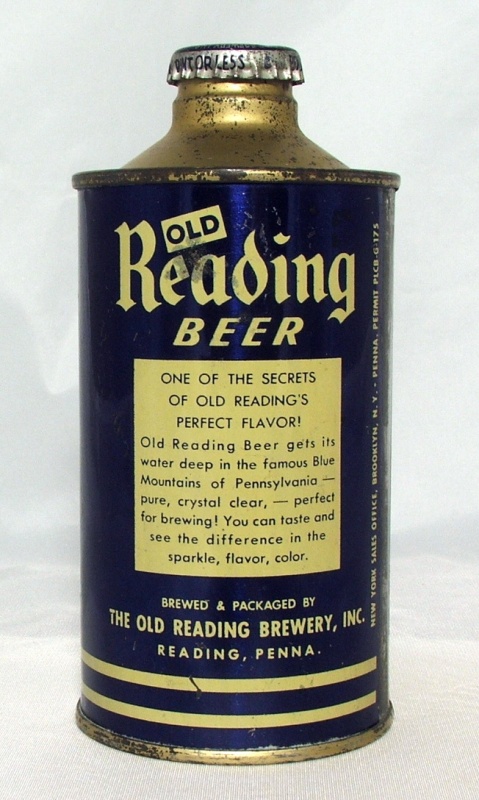 PINT OR LESS
OLD
Reading
BEER
ONE OF THE SECRETS
OF OLD READING'S
PERFECT FLAVOR!
Old Reading Beer gets its
water deep in the famous Blue
Mountains of Pennsylvania —
pure, crystal clear, — perfect
for brewing! You can taste and
see the difference in the
sparkle, flavor, color.
BREWED & PACKAGED BY
THE OLD READING BREWERY, INC.
READING, PENNA.
NEW YORK SALES OFFICE, BROOKLYN, N. Y. - PENNA. PERMIT PLCB-G-175